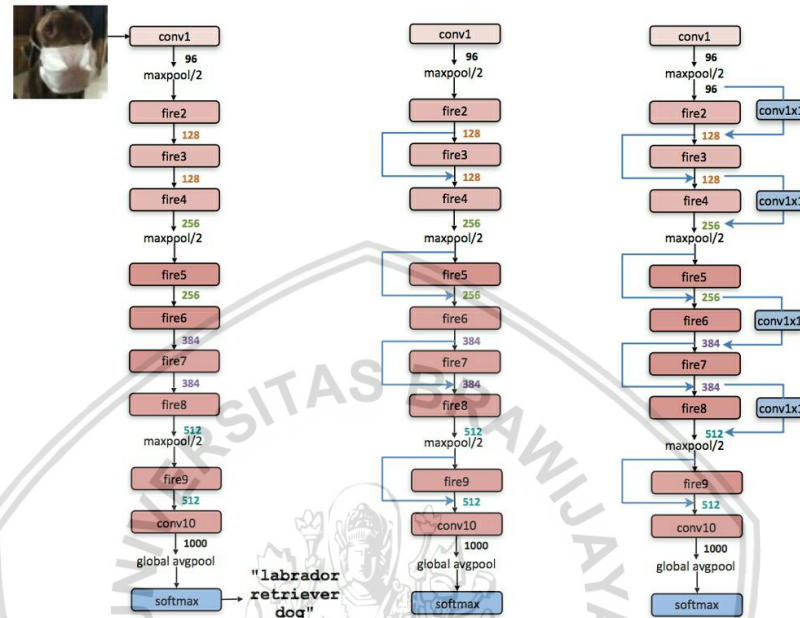 conv1
96
maxpool/2
fire2
128
fire3
128
fire4
256
maxpool/2
fire5
256
fire6
384
fire7
384
fire8
512
maxpool/2
fire9
512
conv10
1000
global avgpool
softmax
"labrador
retriever
dog"
conv1
96
maxpool/2
fire2
128
fire3
128
fire4
256
maxpool/2
fire5
256
fire6
384
fire7
384
fire8
512
maxpool/2
fire9
512
conv10
1000
global avgpool
softmax
conv1
96
maxpool/2
96
fire2
conv1x1
128
fire3
128
fire4
conv1x1
256
maxpool/2
fire5
256
fire6
conv1x1
384
fire7
384
fire8
conv1x1
512
maxpool/2
fire9
512
conv10
1000
global avgpool
softmax
UNIVERSITAS BRAWIJAYA